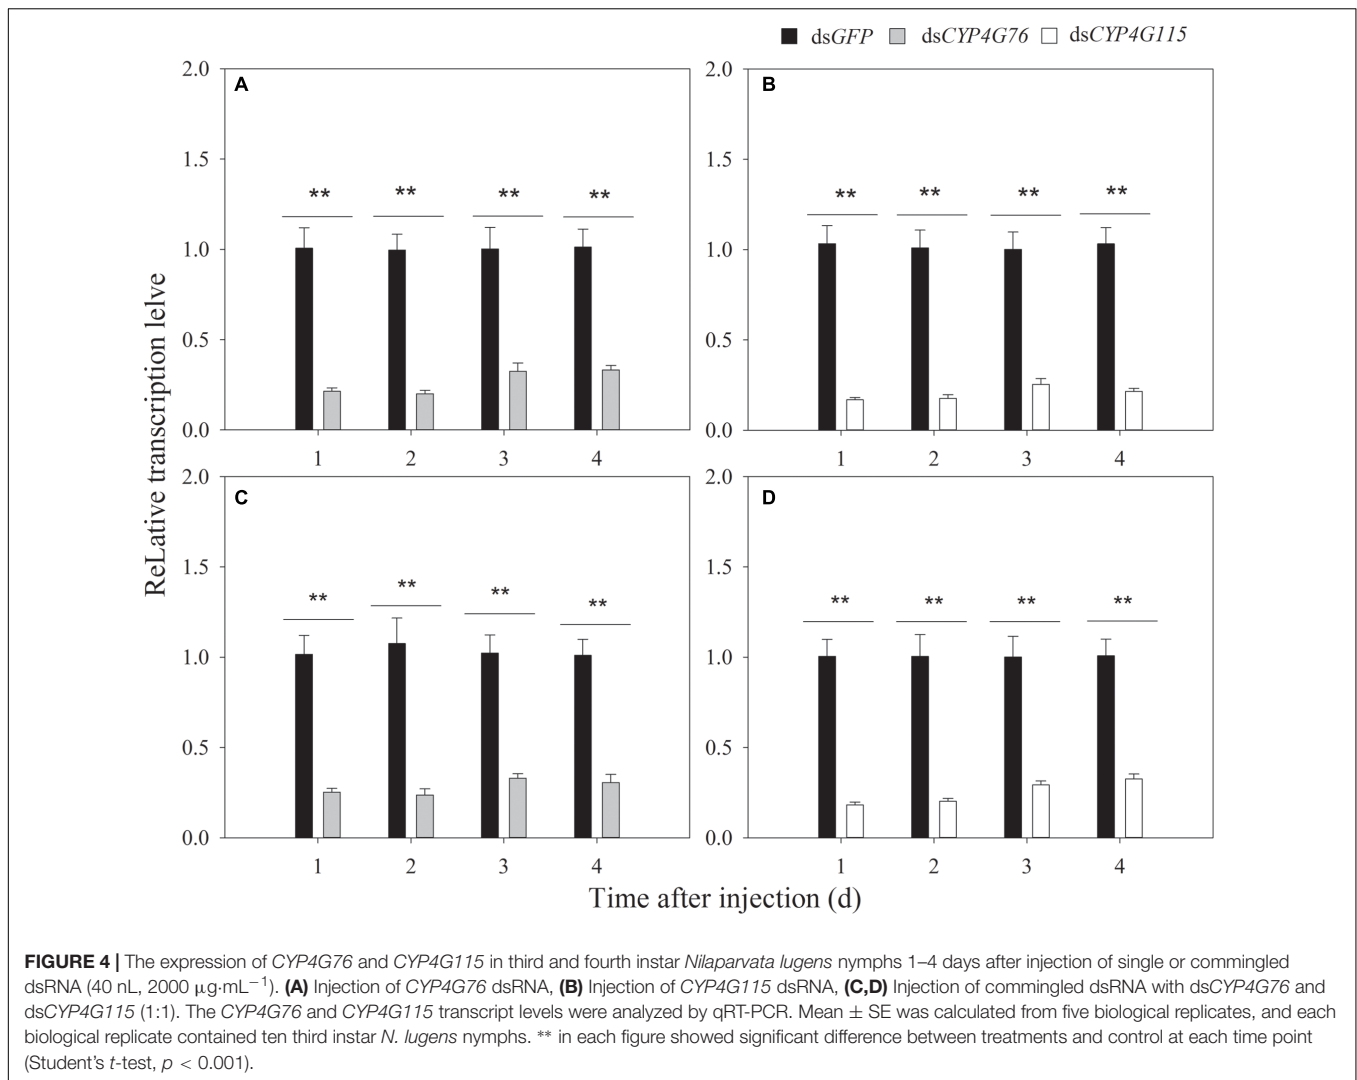 dsGFP dsCYP4G76 dsCYP4G115
A
2.0
1.5
1.0
0.5
0.0
** ** ** **
1 2 3 4
B
2.0
1.5
1.0
0.5
0.0
** ** ** **
1 2 3 4
ReLative transcription lelve
C
2.0
1.5
1.0
0.5
0.0
** ** ** **
1 2 3 4
D
2.0
1.5
1.0
0.5
0.0
** ** ** **
1 2 3 4
Time after injection (d)
FIGURE 4 | The expression of CYP4G76 and CYP4G115 in third and fourth instar Nilaparvata lugens nymphs 1–4 days after injection of single or commingled
dsRNA (40 nL, 2000 μg·mL−1). (A) Injection of CYP4G76 dsRNA, (B) Injection of CYP4G115 dsRNA, (C,D) Injection of commingled dsRNA with dsCYP4G76 and
dsCYP4G115 (1:1). The CYP4G76 and CYP4G115 transcript levels were analyzed by qRT-PCR. Mean ± SE was calculated from five biological replicates, and each
biological replicate contained ten third instar N. lugens nymphs. ** in each figure showed significant difference between treatments and control at each time point
(Student's t-test, p < 0.001).